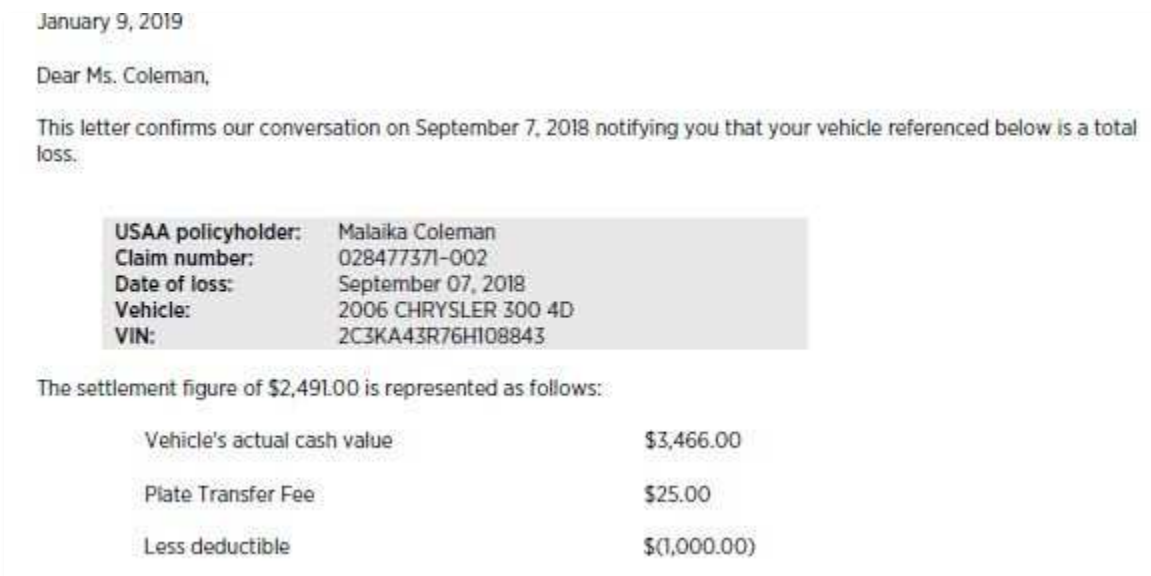 January 9, 2019
Dear Ms. Coleman,
This letter confirms our conversation on September 7, 2018 notifying you that your vehicle referenced below is a total
loss.
USAA policyholder: Malaika Coleman
Claim number: 028477371-002
Date of loss: September 07, 2018
Vehicle: 2006 CHRYSLER 300 4D
VIN: 2C3KA43R76H108843
The settlement figure of $2,491.00 is represented as follows:
Vehicle's actual cash value $3,466.00
Plate Transfer Fee $25.00
Less deductible $(1,000.00)